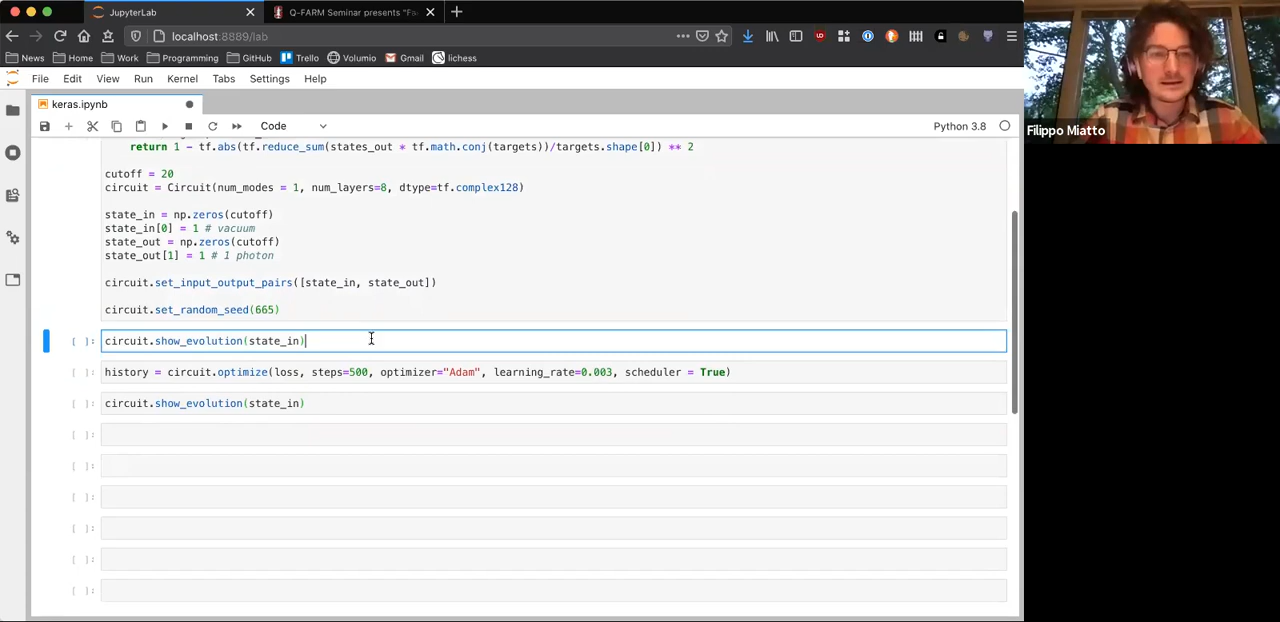 JupyterLab
Q-FARM Seminar presents "Fa
localhost:8889/lab
News Home Work Programming GitHub Trello Volumio Gmail lichess
File Edit View Run Kernel Tabs Settings Help
keras.ipynb
Code
Python 3.8
return 1 - tf.abs(tf.reduce_sum(states_out * tf.math.conj(targets))/targets.shape[0]) ** 2
cutoff = 20
circuit = Circuit(num_modes = 1, num_layers=8, dtype=tf.complex128)
state_in = np.zeros(cutoff)
state_in[0] = 1 # vacuum
state_out = np.zeros(cutoff)
state_out[1] = 1 # 1 photon
circuit.set_input_output_pairs([state_in, state_out])
circuit.set_random_seed(665)
[ ]: circuit.show_evolution(state_in)
[ ]: history = circuit.optimize(loss, steps=500, optimizer="Adam", learning_rate=0.003, scheduler = True)
[ ]: circuit.show_evolution(state_in)
[ ]:
[ ]:
[ ]:
[ ]:
[ ]:
[ ]:
Filippo Miatto